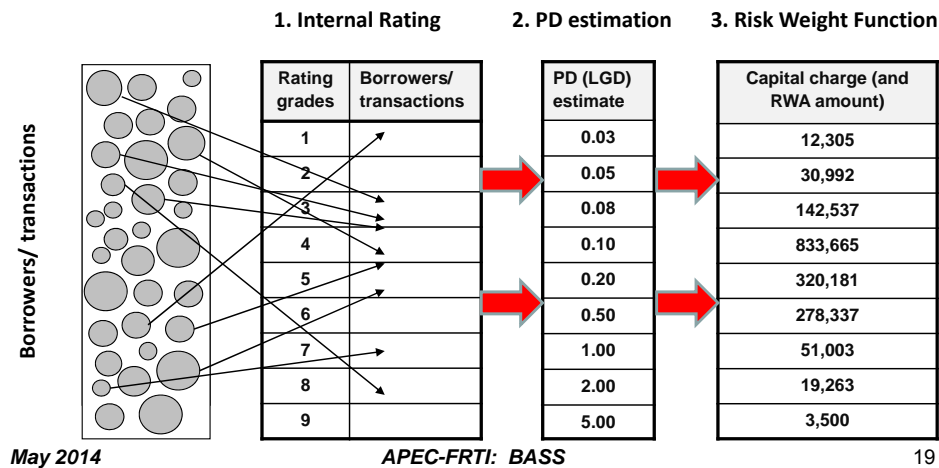 1. Internal Rating 2. PD estimation 3. Risk Weight Function
Borrowers/ transactions
Rating grades
Borrowers/ transactions
PD (LGD) estimate
Capital charge (and RWA amount)
1 0.03 12,305
2 0.05 30,992
3 0.08 142,537
4 0.10 833,665
5 0.20 320,181
6 0.50 278,337
7 1.00 51,003
8 2.00 19,263
9 5.00 3,500
May 2014 APEC-FRTI: BASS 19